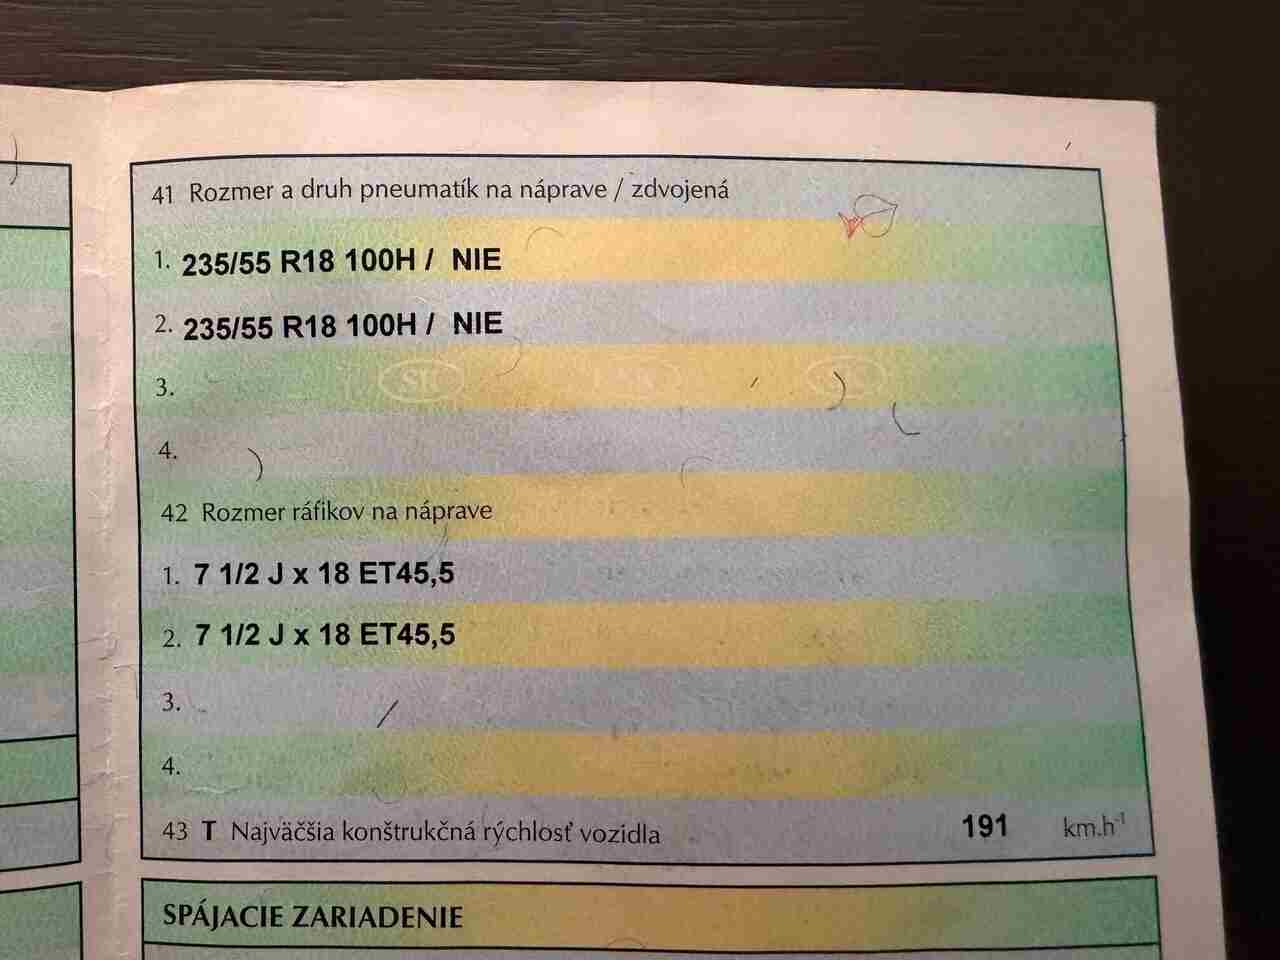 41 Rozmer a druh pneumatík na náprave / zdvojená
1. 235/55 R18 100H / NIE
2. 235/55 R18 100H / NIE
SK
3.
4.
42 Rozmer ráfikov na náprave
1. 7 1/2 J x 18 ET45,5
2. 7 1/2 J x 18 ET45,5
3.
4.
43 T Najväčšia konštrukčná rýchlosť vozidla 191 km.h⁻¹
SPÁJACIE ZARIADENIE